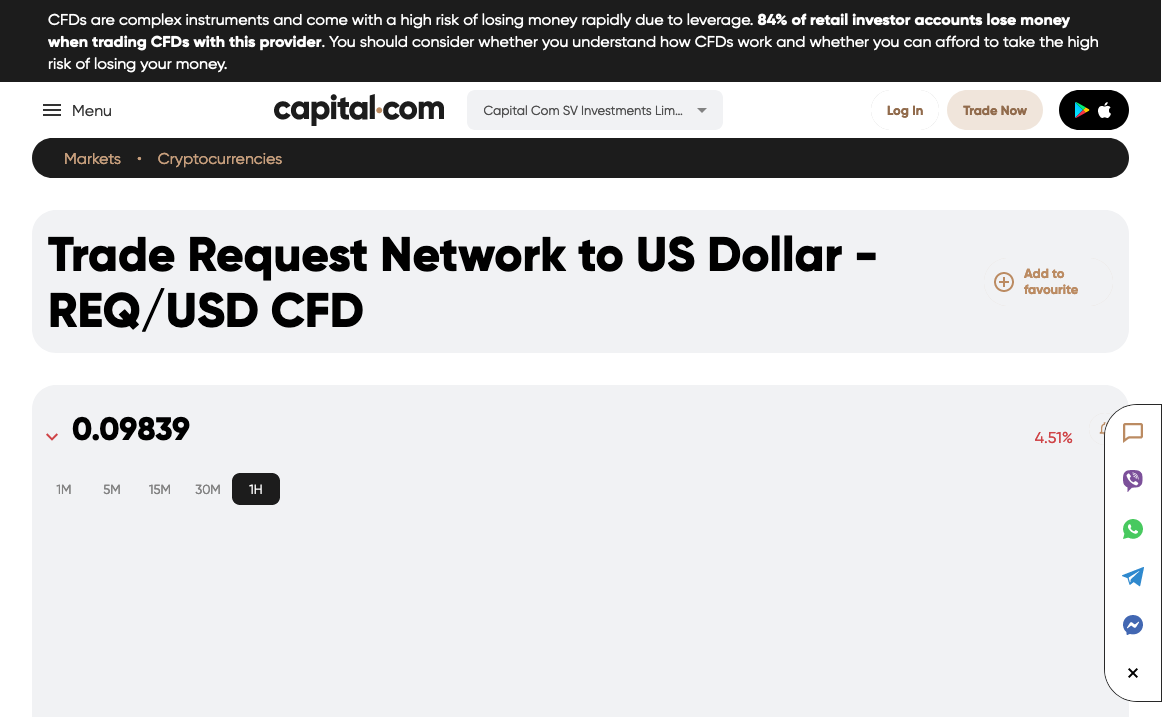 CFDs are complex instruments and come with a high risk of losing money rapidly due to leverage. 84% of retail investor accounts lose money
when trading CFDs with this provider. You should consider whether you understand how CFDs work and whether you can afford to take the high
risk of losing your money.
Menu
capital.com
Capital Com SV Investments Lim...
Log In
Trade Now
Markets • Cryptocurrencies
Trade Request Network to US Dollar -
REQ/USD CFD
Add to
favourite
0.09839
4.51%
1M 5M 15M 30M 1H